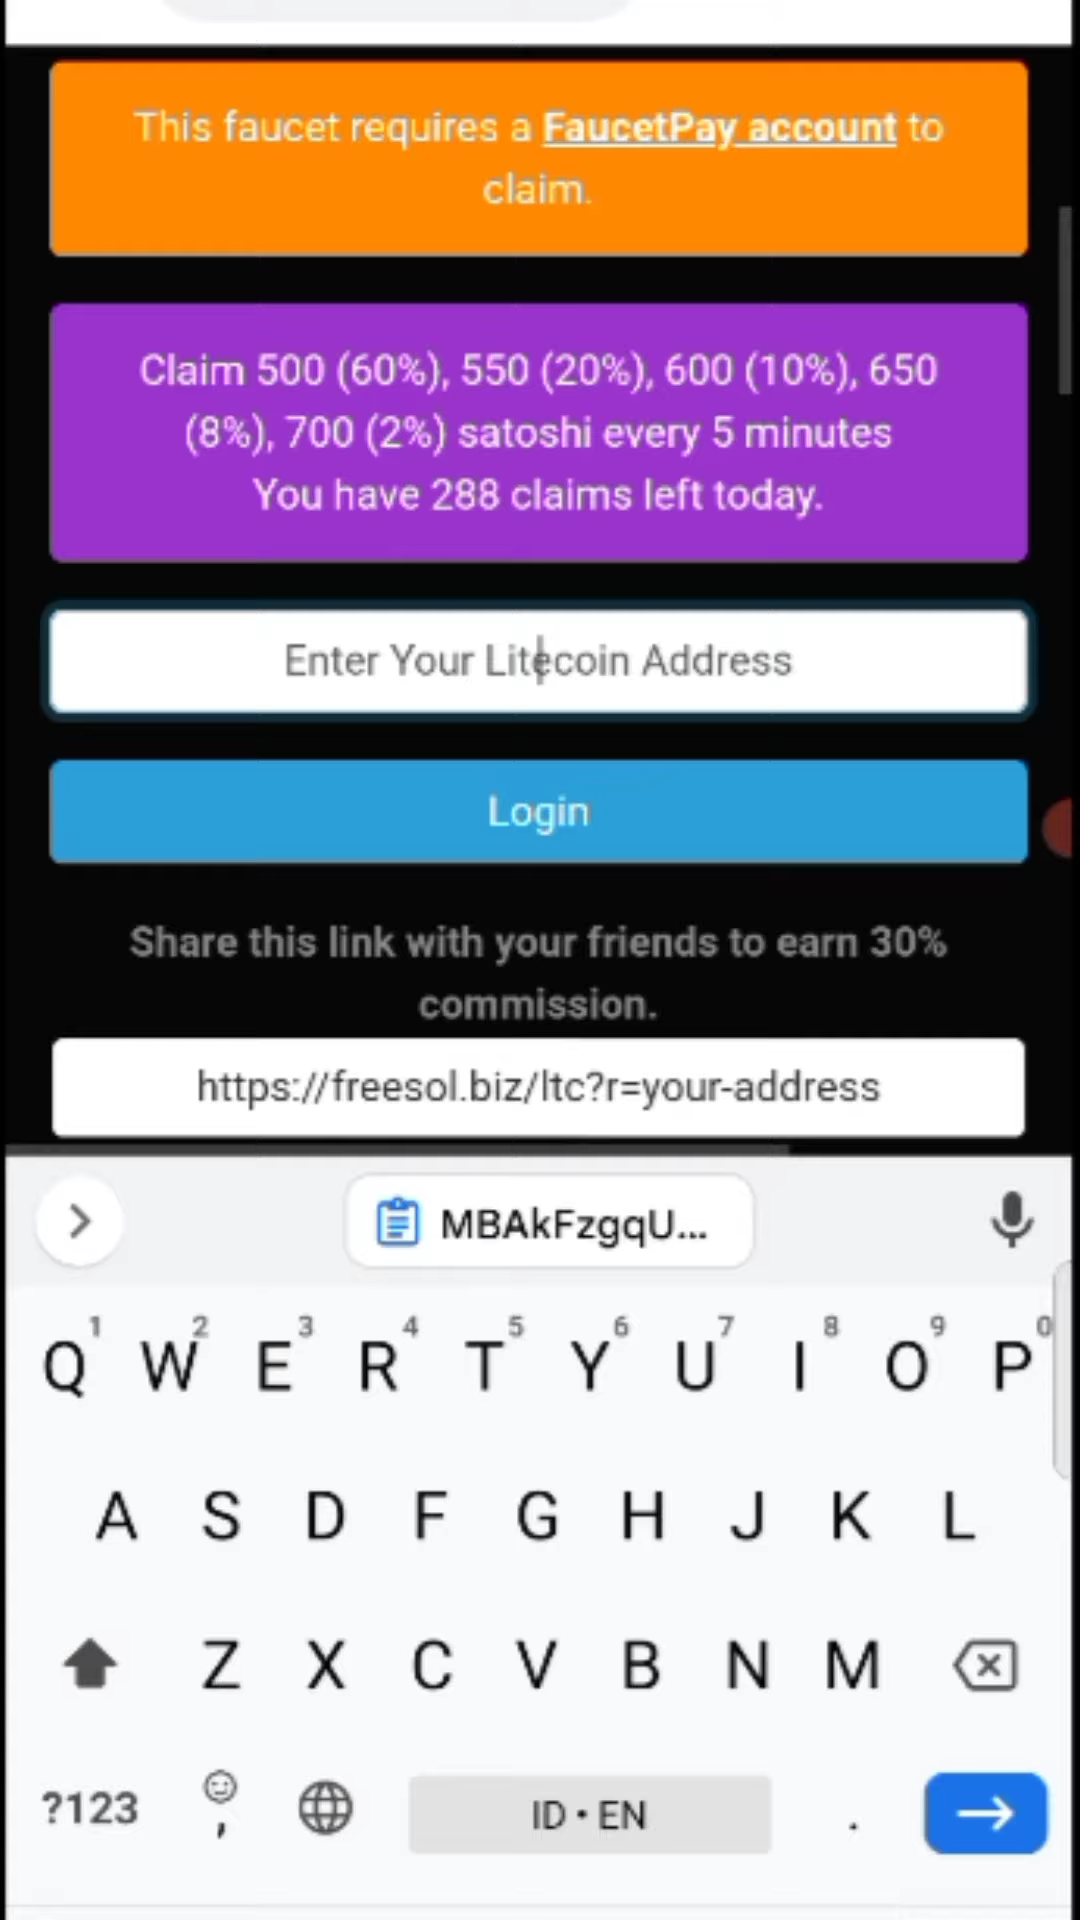 This faucet requires a FaucetPay account to
claim.
Claim 500 (60%), 550 (20%), 600 (10%), 650
(8%), 700 (2%) satoshi every 5 minutes
You have 288 claims left today.
Enter Your Litecoin Address
Login
Share this link with your friends to earn 30%
commission.
https://freesol.biz/ltc?r=your-address
MBAkFzgqU...
1 2 3 4 5 6 7 8 9 0
Q W E R T Y U I O P
A S D F G H J K L
Z X C V B N M
?123 , ID • EN .